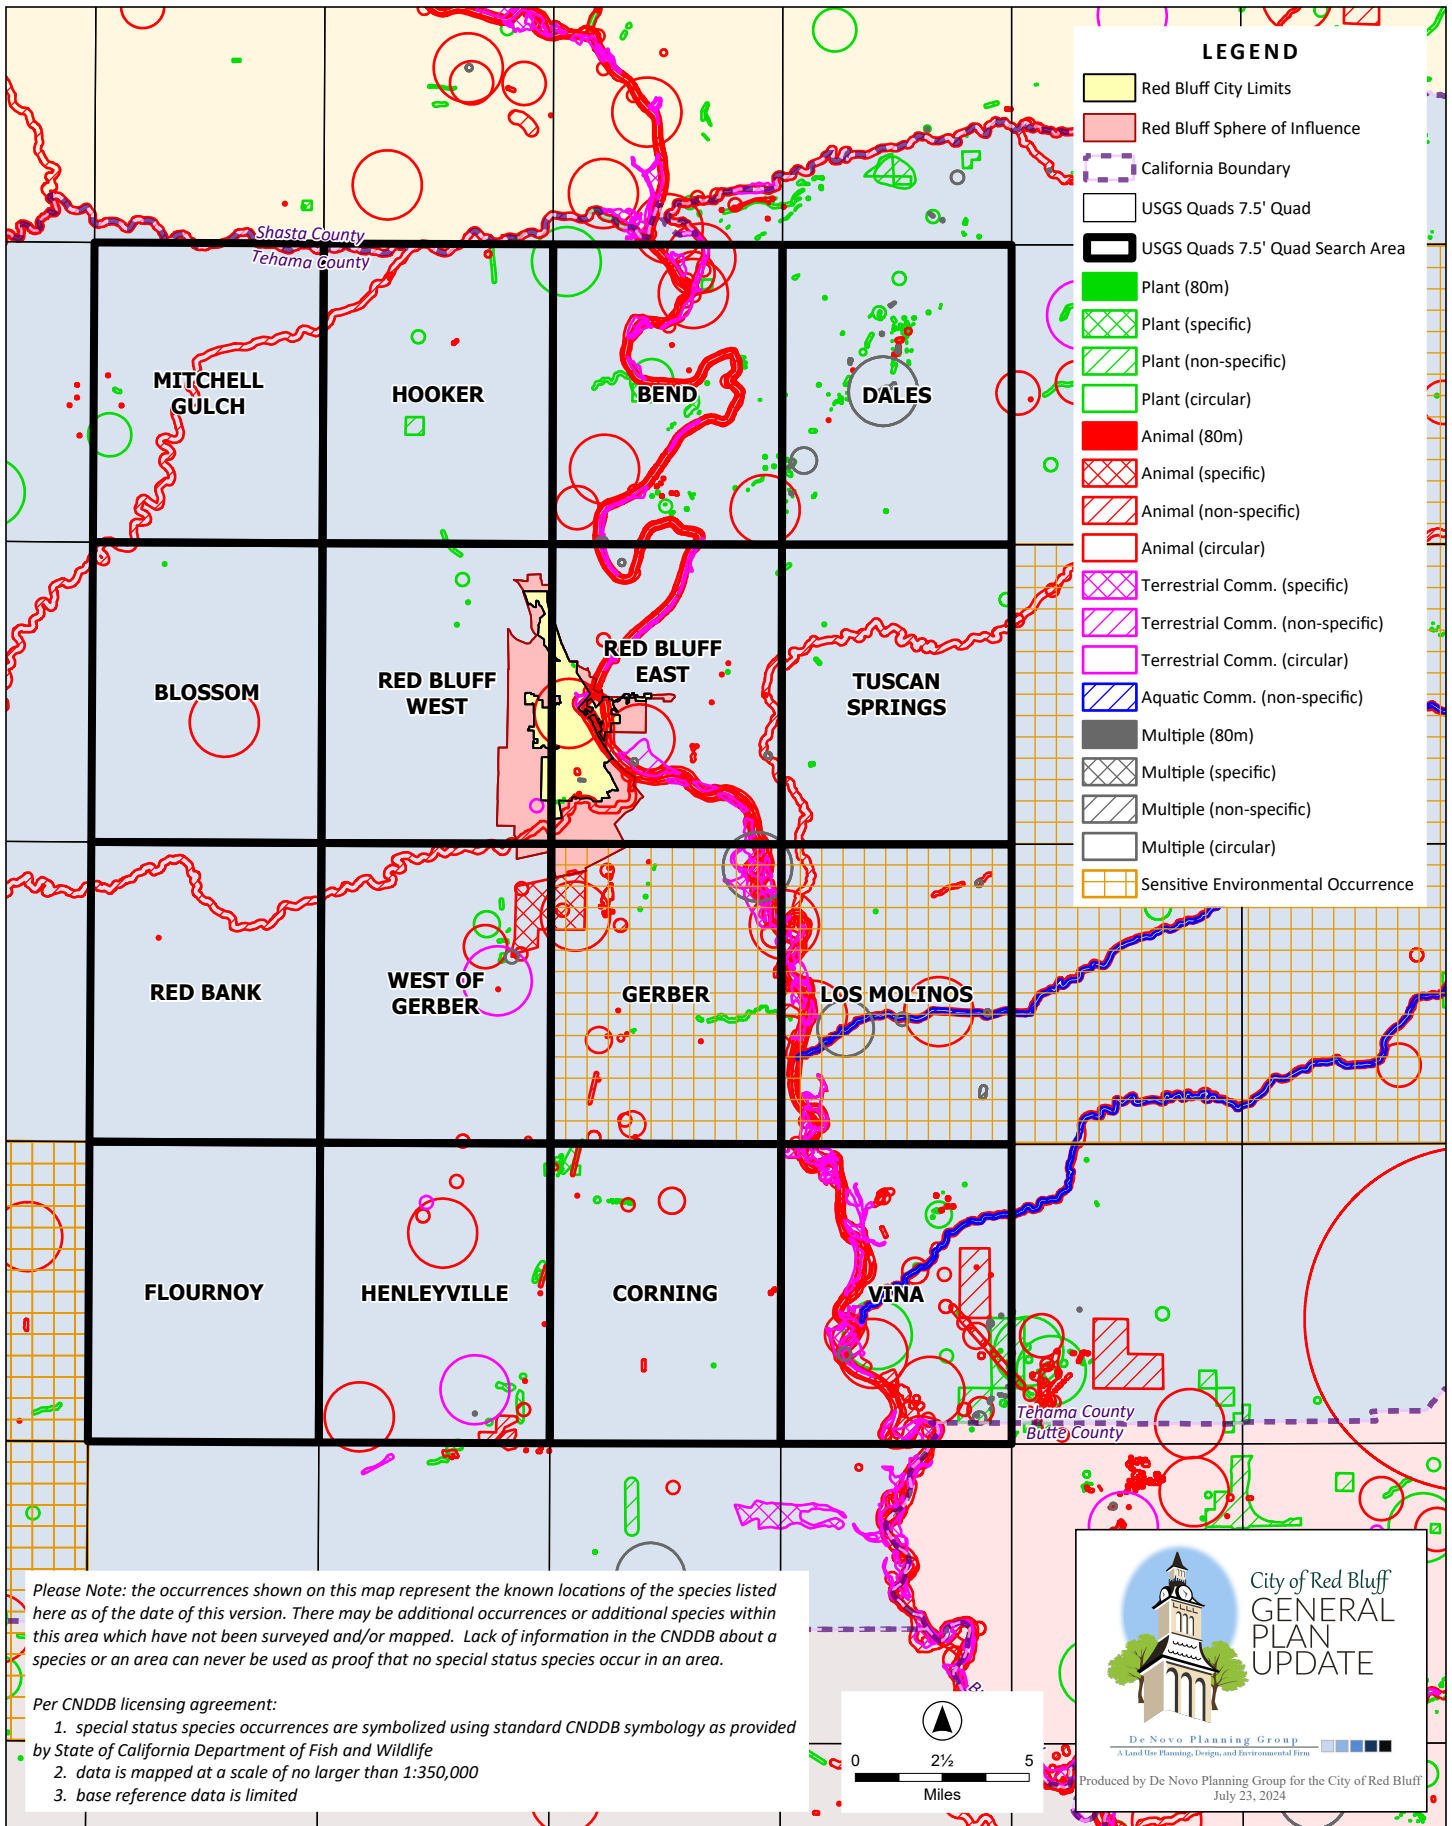 LEGEND
Red Bluff City Limits
Red Bluff Sphere of Influence
California Boundary
USGS Quads 7.5' Quad
USGS Quads 7.5' Quad Search Area
Plant (80m)
Plant (specific)
Plant (non-specific)
Plant (circular)
Animal (80m)
Animal (specific)
Animal (non-specific)
Animal (circular)
Terrestrial Comm. (specific)
Terrestrial Comm. (non-specific)
Terrestrial Comm. (circular)
Aquatic Comm. (non-specific)
Multiple (80m)
Multiple (specific)
Multiple (non-specific)
Multiple (circular)
Sensitive Environmental Occurrence
Shasta County
Tehama County
MITCHELL
GULCH
HOOKER
BEND
DALES
BLOSSOM
RED BLUFF
WEST
RED BLUFF
EAST
TUSCAN
SPRINGS
RED BANK
WEST OF
GERBER
GERBER
LOS MOLINOS
FLOURNOY
HENLEYVILLE
CORNING
VINA
Tehama County
Butte County
Please Note: the occurrences shown on this map represent the known locations of the species listed
here as of the date of this version. There may be additional occurrences or additional species within
this area which have not been surveyed and/or mapped. Lack of information in the CNDDB about a
species or an area can never be used as proof that no special status species occur in an area.
Per CNDDB licensing agreement:
1. special status species occurrences are symbolized using standard CNDDB symbology as provided
by State of California Department of Fish and Wildlife
2. data is mapped at a scale of no larger than 1:350,000
3. base reference data is limited
0 2½ 5
Miles
City of Red Bluff
GENERAL
PLAN
UPDATE
De Novo Planning Group
A Land Use Planning, Design, and Environmental Firm
Produced by De Novo Planning Group for the City of Red Bluff
July 23, 2024